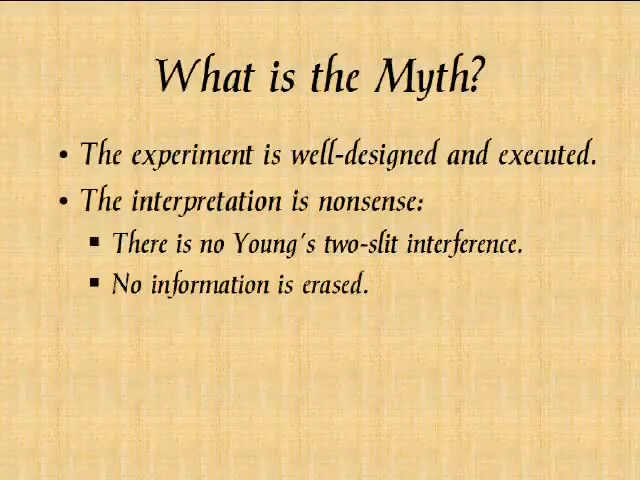 What is the Myth?
• The experiment is well-designed and executed.
• The interpretation is nonsense:
▪ There is no Young's two-slit interference.
▪ No information is erased.